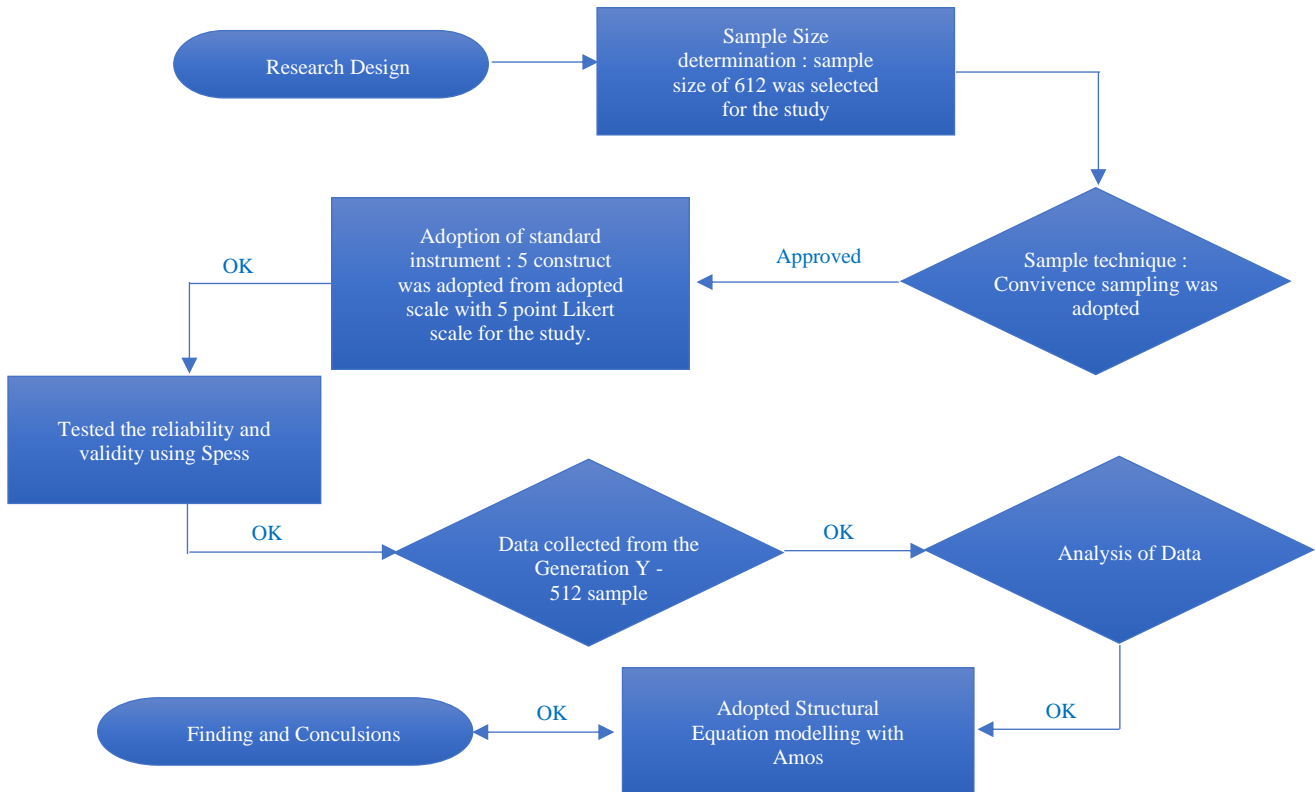 Research Design
Sample Size
determination : sample
size of 612 was selected
for the study
Sample technique :
Convivence sampling was
adopted
Approved
Adoption of standard
instrument : 5 construct
was adopted from adopted
scale with 5 point Likert
scale for the study.
OK
Tested the reliability and
validity using Spess
OK
Data collected from the
Generation Y -
512 sample
OK
Analysis of Data
OK
Adopted Structural
Equation modelling with
Amos
OK
Finding and Conculsions